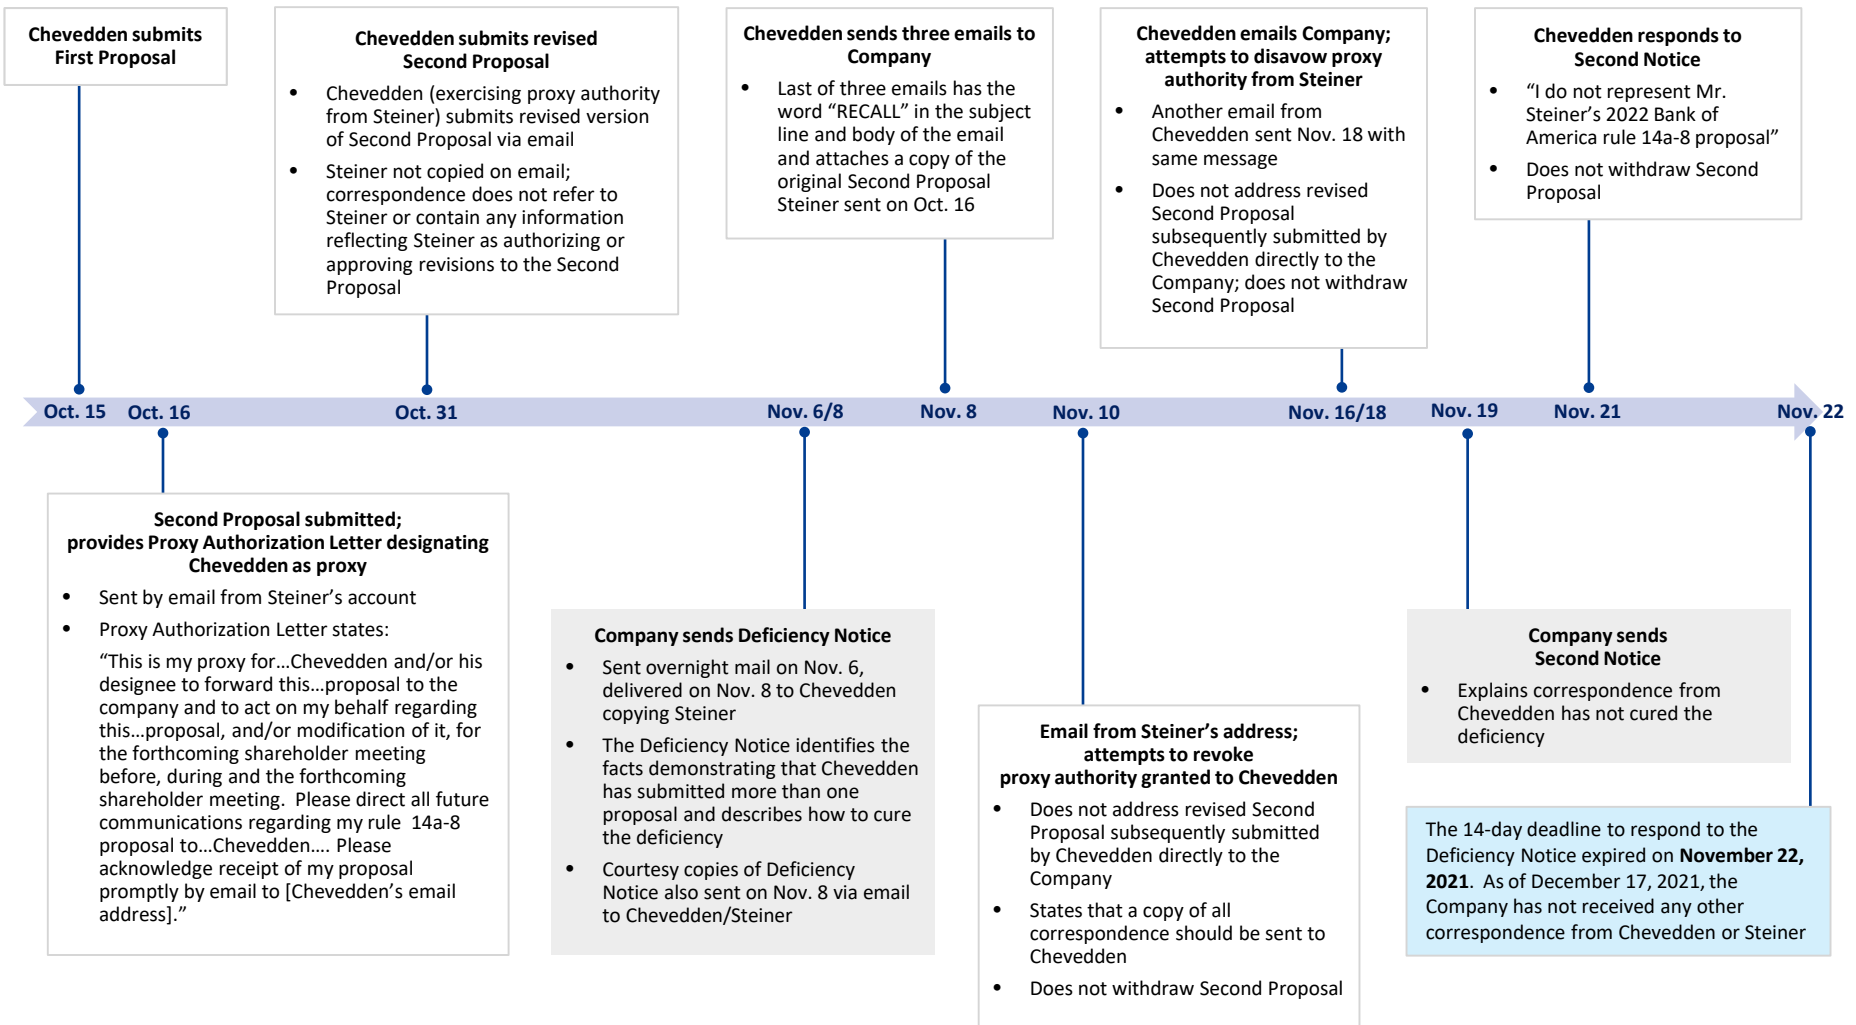 Chevedden submits
First Proposal
Chevedden submits revised
Second Proposal
• Chevedden (exercising proxy authority
from Steiner) submits revised version
of Second Proposal via email
• Steiner not copied on email;
correspondence does not refer to
Steiner or contain any information
reflecting Steiner as authorizing or
approving revisions to the Second
Proposal
Chevedden sends three emails to
Company
• Last of three emails has the
word “RECALL” in the subject
line and body of the email
and attaches a copy of the
original Second Proposal
Steiner sent on Oct. 16
Chevedden emails Company;
attempts to disavow proxy
authority from Steiner
• Another email from
Chevedden sent Nov. 18 with
same message
• Does not address revised
Second Proposal
subsequently submitted by
Chevedden directly to the
Company; does not withdraw
Second Proposal
Chevedden responds to
Second Notice
• “I do not represent Mr.
Steiner’s 2022 Bank of
America rule 14a-8 proposal”
• Does not withdraw Second
Proposal
Oct. 15 Oct. 16 Oct. 31 Nov. 6/8 Nov. 8 Nov. 10 Nov. 16/18 Nov. 19 Nov. 21 Nov. 22
Second Proposal submitted;
provides Proxy Authorization Letter designating
Chevedden as proxy
• Sent by email from Steiner’s account
• Proxy Authorization Letter states:
“This is my proxy for…Chevedden and/or his
designee to forward this…proposal to the
company and to act on my behalf regarding
this…proposal, and/or modification of it, for
the forthcoming shareholder meeting
before, during and the forthcoming
shareholder meeting. Please direct all future
communications regarding my rule 14a-8
proposal to…Chevedden…. Please
acknowledge receipt of my proposal
promptly by email to [Chevedden’s email
address].”
Company sends Deficiency Notice
• Sent overnight mail on Nov. 6,
delivered on Nov. 8 to Chevedden
copying Steiner
• The Deficiency Notice identifies the
facts demonstrating that Chevedden
has submitted more than one
proposal and describes how to cure
the deficiency
• Courtesy copies of Deficiency
Notice also sent on Nov. 8 via email
to Chevedden/Steiner
Email from Steiner’s address;
attempts to revoke
proxy authority granted to Chevedden
• Does not address revised Second
Proposal subsequently submitted
by Chevedden directly to the
Company
• States that a copy of all
correspondence should be sent to
Chevedden
• Does not withdraw Second Proposal
Company sends
Second Notice
• Explains correspondence from
Chevedden has not cured the
deficiency
The 14-day deadline to respond to the
Deficiency Notice expired on November 22,
2021. As of December 17, 2021, the
Company has not received any other
correspondence from Chevedden or Steiner